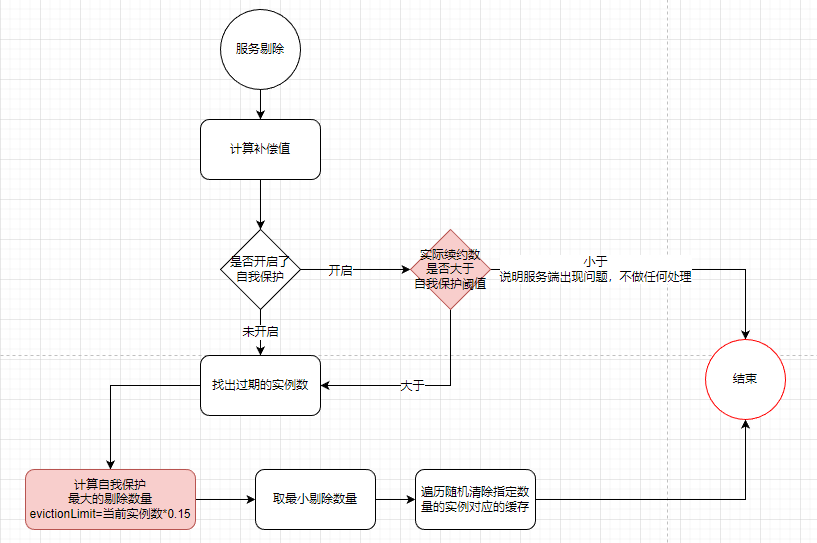 服务剔除
计算补偿值
是否开启了
自我保护
开启
实际续约数
是否大于
自我保护阈值
小于
说明服务端出现问题，不做任何处理
未开启
找出过期的实例数
大于
结束
计算自我保护
最大的剔除数量
evictionLimit=当前实例数*0.15
取最小剔除数量
遍历随机清除指定数
量的实例对应的缓存